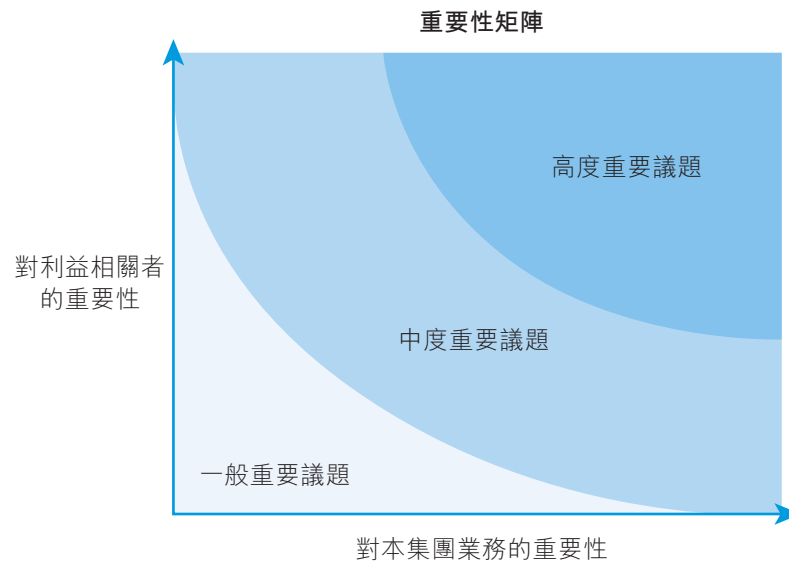 重要性矩陣
高度重要議題
對利益相關者
的重要性
中度重要議題
一般重要議題
對本集團業務的重要性